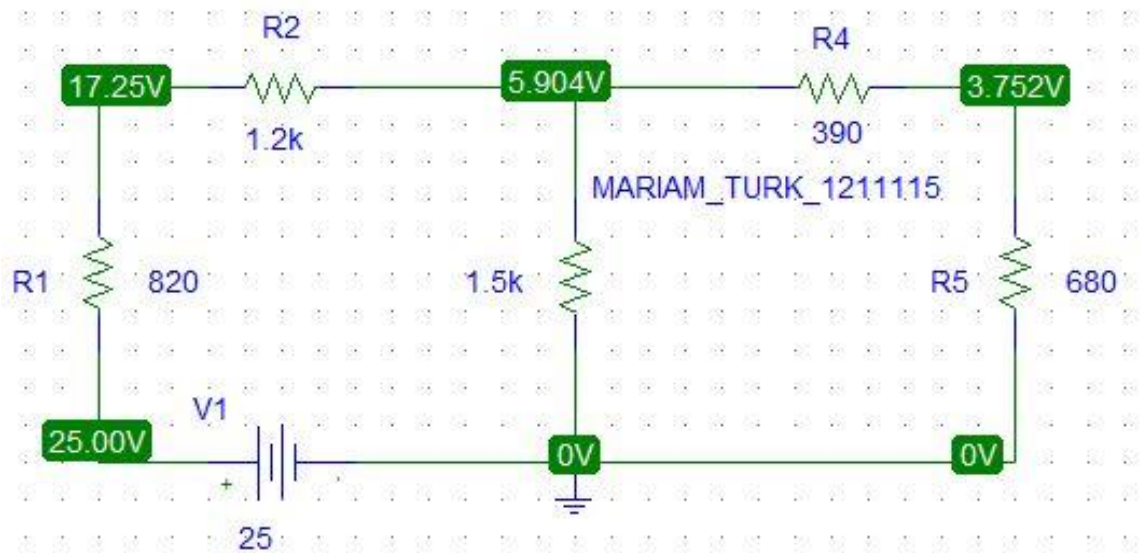 R2
R4
17.25V
5.904V
3.752V
1.2k
390
MARIAM_TURK_1211115
R1
820
1.5k
R5
680
V1
25.00V
0V
0V
+
-
25